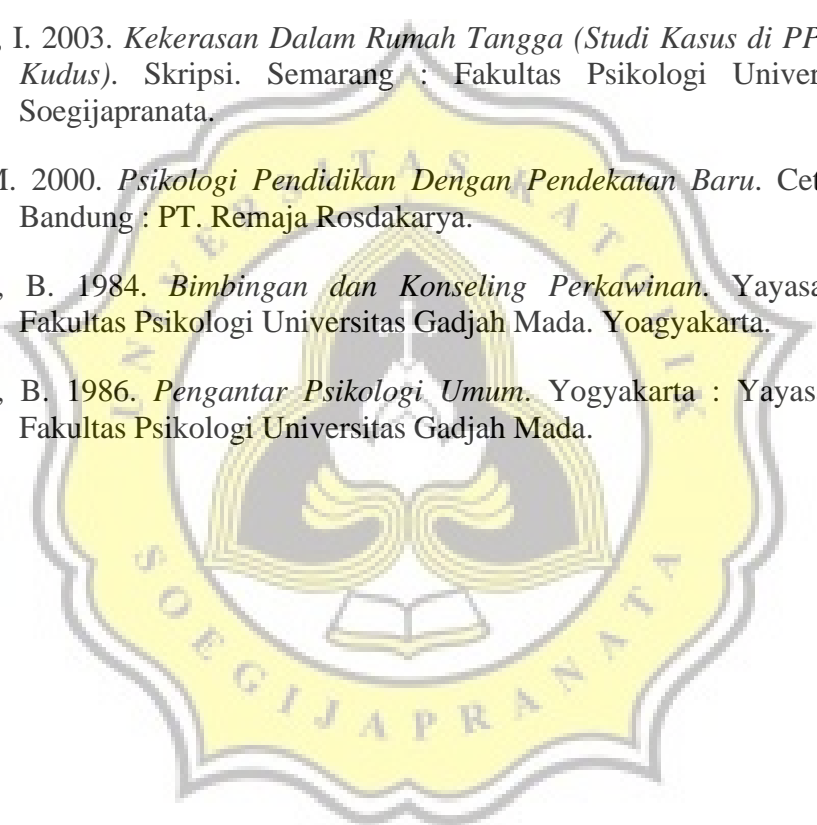 , I. 2003. Kekerasan Dalam Rumah Tangga (Studi Kasus di PP
Kudus). Skripsi. Semarang : Fakultas Psikologi Univer
Soegijapranata.
M. 2000. Psikologi Pendidikan Dengan Pendekatan Baru. Cet
Bandung : PT. Remaja Rosdakarya.
, B. 1984. Bimbingan dan Konseling Perkawinan. Yayasa
Fakultas Psikologi Universitas Gadjah Mada. Yoagyakarta.
, B. 1986. Pengantar Psikologi Umum. Yogyakarta : Yayas
Fakultas Psikologi Universitas Gadjah Mada.
UNIVERSITAS KATOLIK
SOEGIJAPRANATA